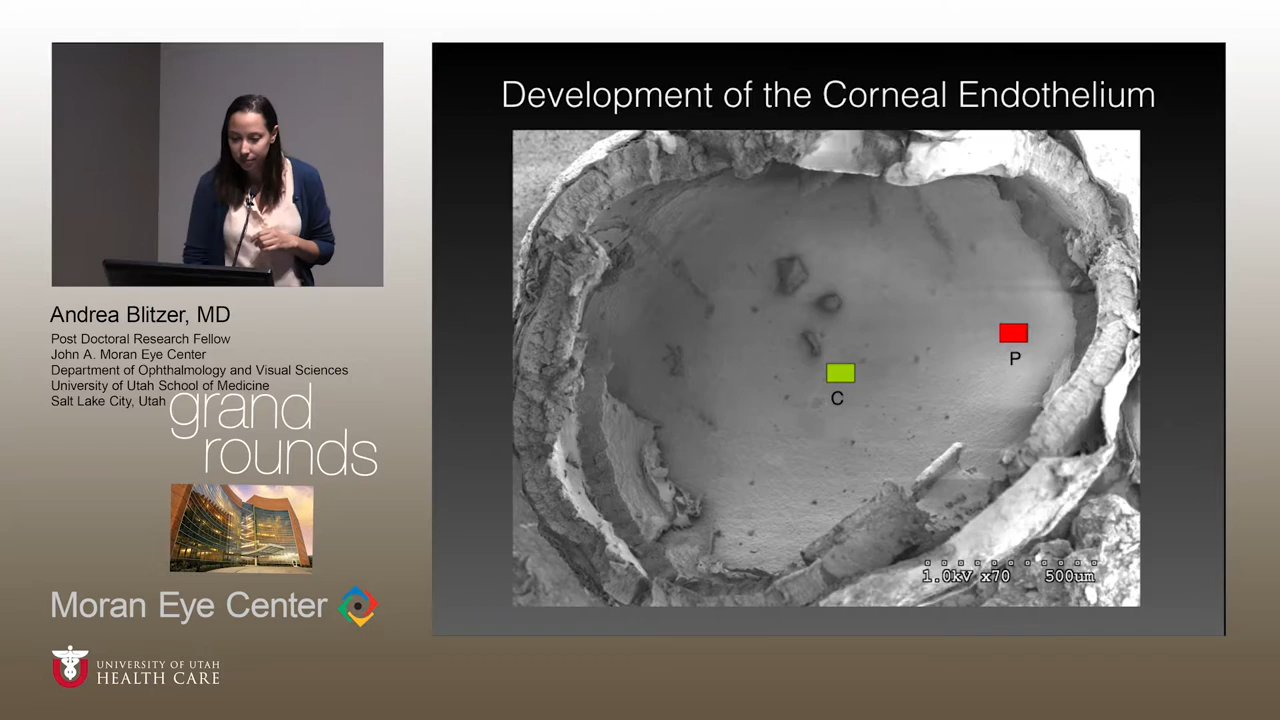 Development of the Corneal Endothelium
P
C
1.0kV x70 500um
Andrea Blitzer, MD
Post Doctoral Research Fellow
John A. Moran Eye Center
Department of Ophthalmology and Visual Sciences
University of Utah School of Medicine
Salt Lake City, Utah
grand
rounds
Moran Eye Center
U
UNIVERSITY OF UTAH
HEALTH CARE